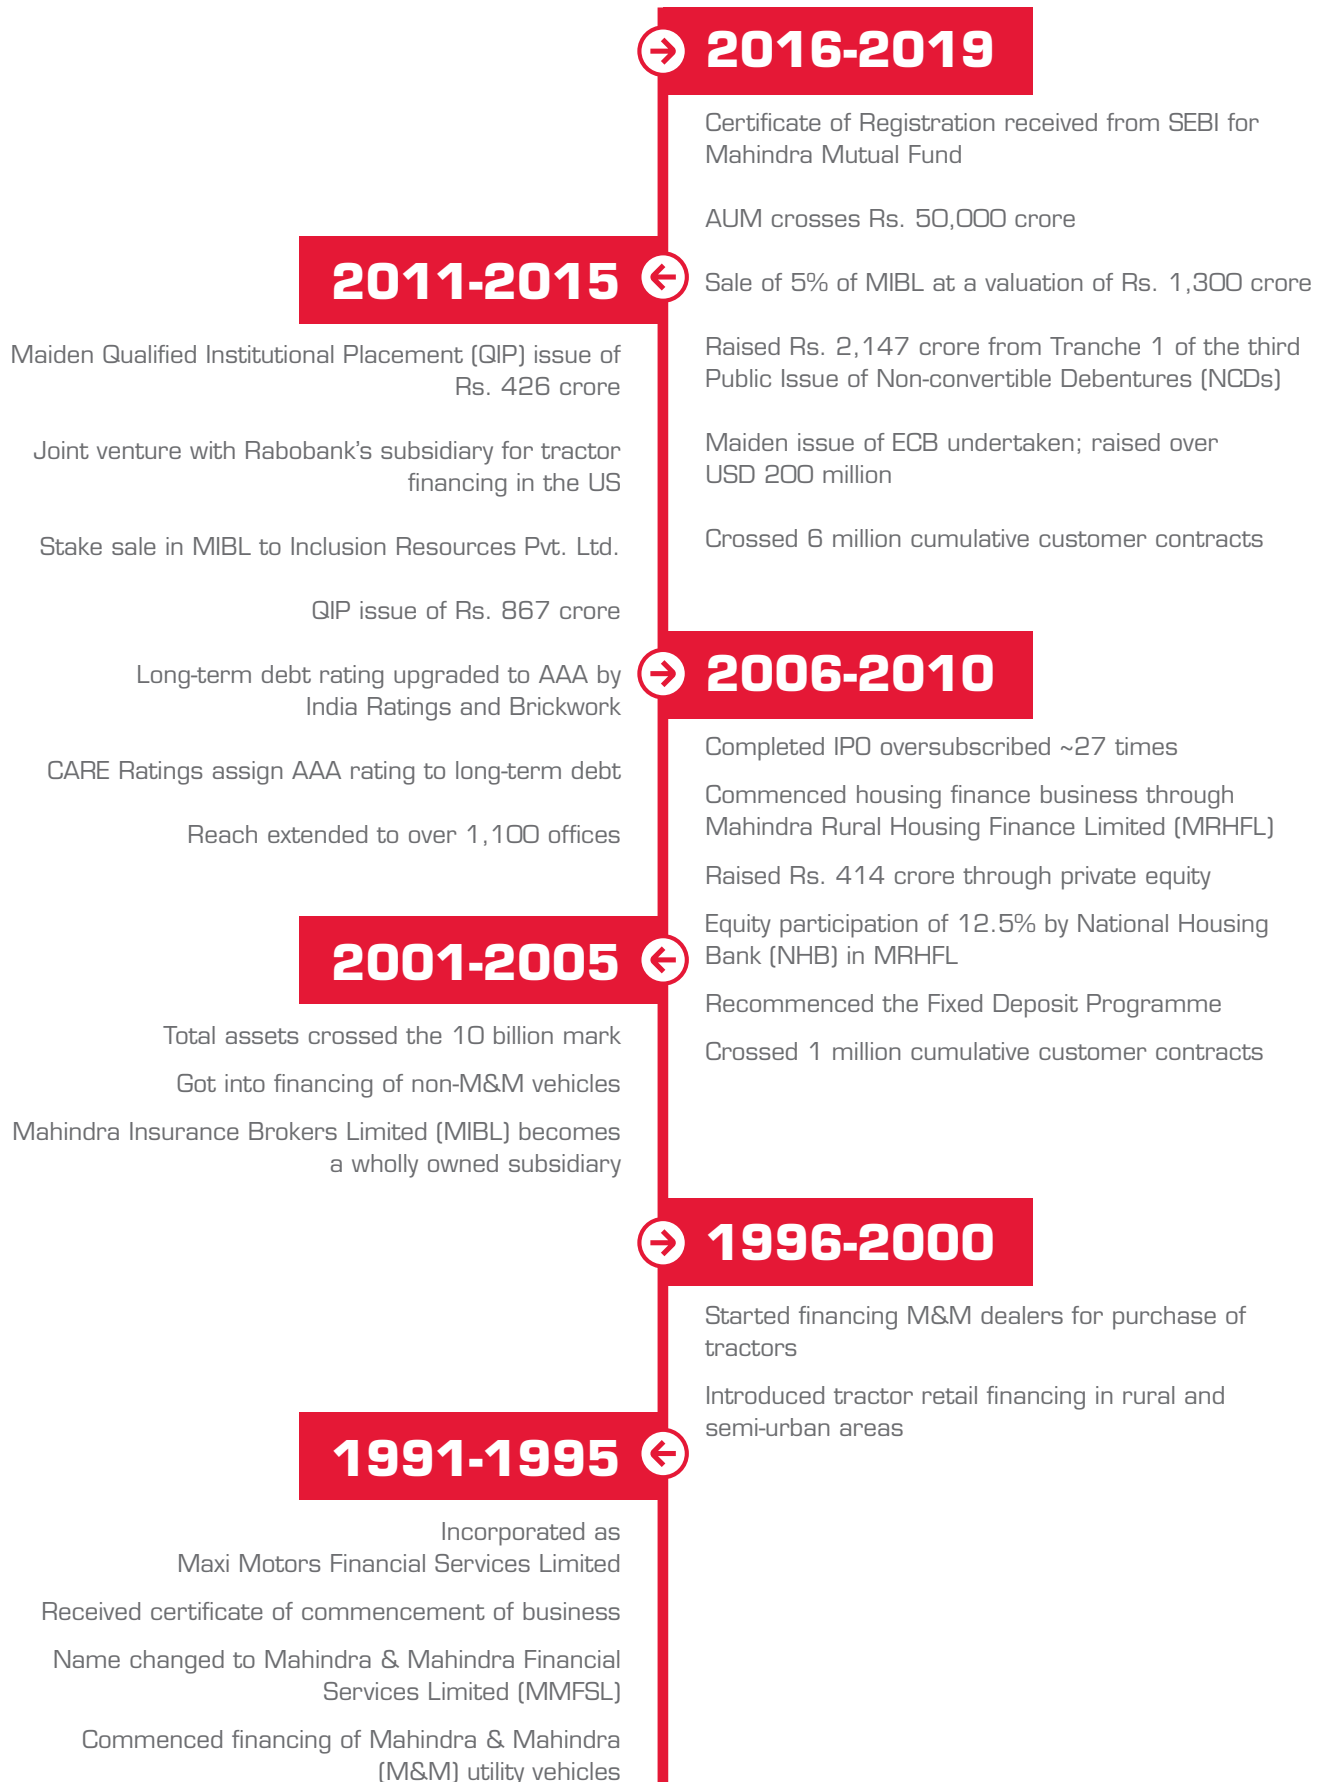 2016-2019
Certificate of Registration received from SEBI for
Mahindra Mutual Fund
AUM crosses Rs. 50,000 crore
Sale of 5% of MIBL at a valuation of Rs. 1,300 crore
Raised Rs. 2,147 crore from Tranche 1 of the third
Public Issue of Non-convertible Debentures (NCDs)
Maiden issue of ECB undertaken; raised over
USD 200 million
Crossed 6 million cumulative customer contracts
2011-2015
Maiden Qualified Institutional Placement (QIP) issue of
Rs. 426 crore
Joint venture with Rabobank's subsidiary for tractor
financing in the US
Stake sale in MIBL to Inclusion Resources Pvt. Ltd.
QIP issue of Rs. 867 crore
Long-term debt rating upgraded to AAA by
India Ratings and Brickwork
CARE Ratings assign AAA rating to long-term debt
Reach extended to over 1,100 offices
2006-2010
Completed IPO oversubscribed ~27 times
Commenced housing finance business through
Mahindra Rural Housing Finance Limited (MRHFL)
Raised Rs. 414 crore through private equity
Equity participation of 12.5% by National Housing
Bank (NHB) in MRHFL
Recommenced the Fixed Deposit Programme
Crossed 1 million cumulative customer contracts
2001-2005
Total assets crossed the 10 billion mark
Got into financing of non-M&M vehicles
Mahindra Insurance Brokers Limited (MIBL) becomes
a wholly owned subsidiary
1996-2000
Started financing M&M dealers for purchase of
tractors
Introduced tractor retail financing in rural and
semi-urban areas
1991-1995
Incorporated as
Maxi Motors Financial Services Limited
Received certificate of commencement of business
Name changed to Mahindra & Mahindra Financial
Services Limited (MMFSL)
Commenced financing of Mahindra & Mahindra
(M&M) utility vehicles